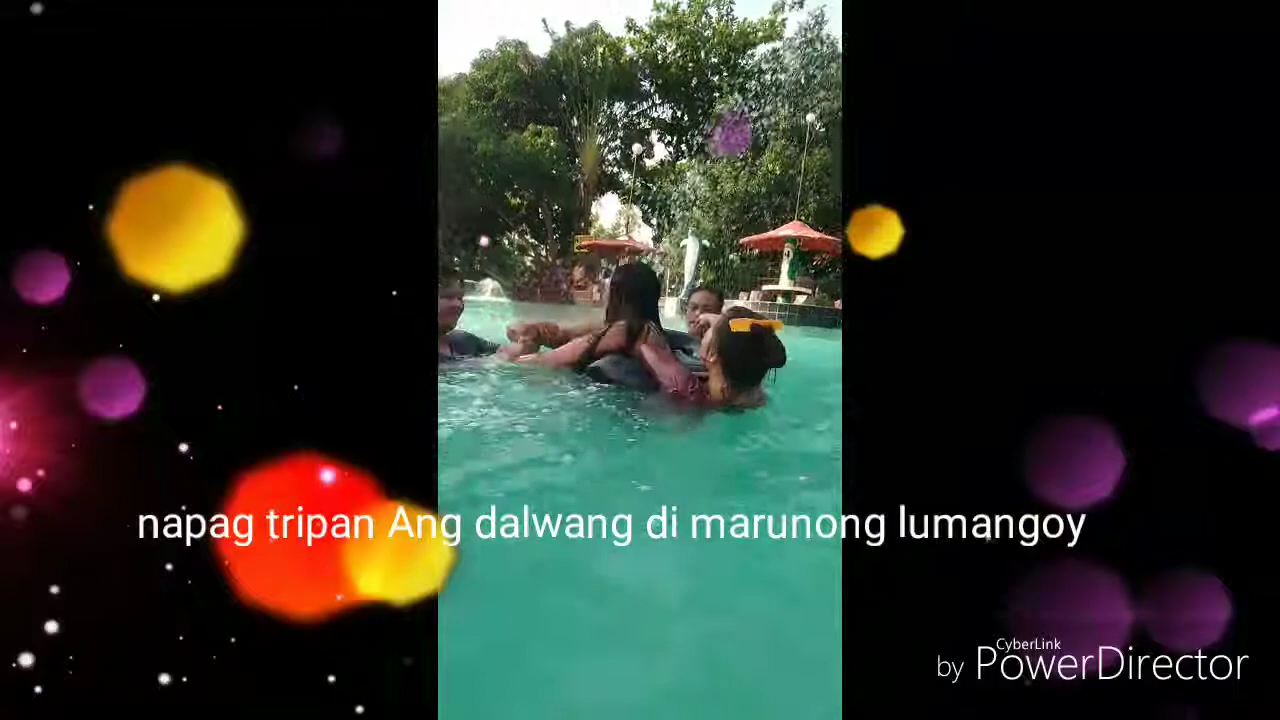 napag tripan Ang dalwang di marunong lumangoy
CyberLink
by PowerDirector